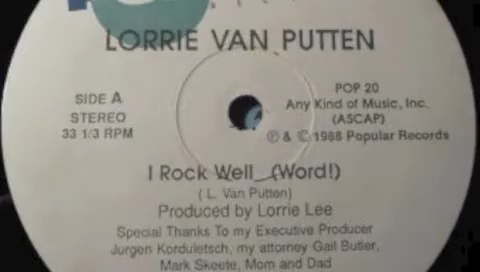 LORRIE VAN PUTTEN
SIDE A
STEREO
33 1/3 RPM
POP 20
Any Kind of Music, Inc.
(ASCAP)
℗ & © 1988 Popular Records
I Rock Well_ (Word!)
( L. Van Putten)
Produced by Lorrie Lee
Special Thanks To my Executive Producer
Jurgen Korduletsch, my attorney Gail Butler,
Mark Skeete, Mom and Dad